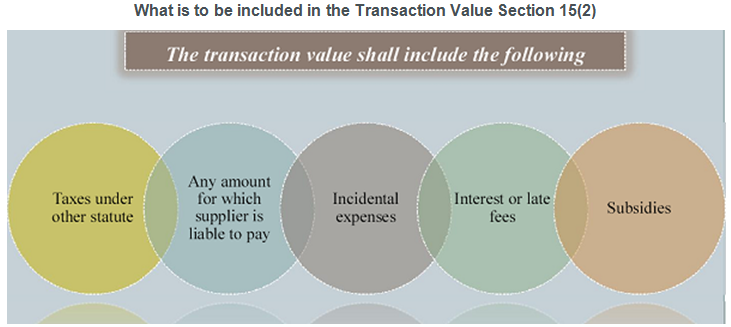 What is to be included in the Transaction Value Section 15(2)
The transaction value shall include the following
Taxes under
other statute
Any amount
for which
supplier is
liable to pay
Incidental
expenses
Interest or late
fees
Subsidies